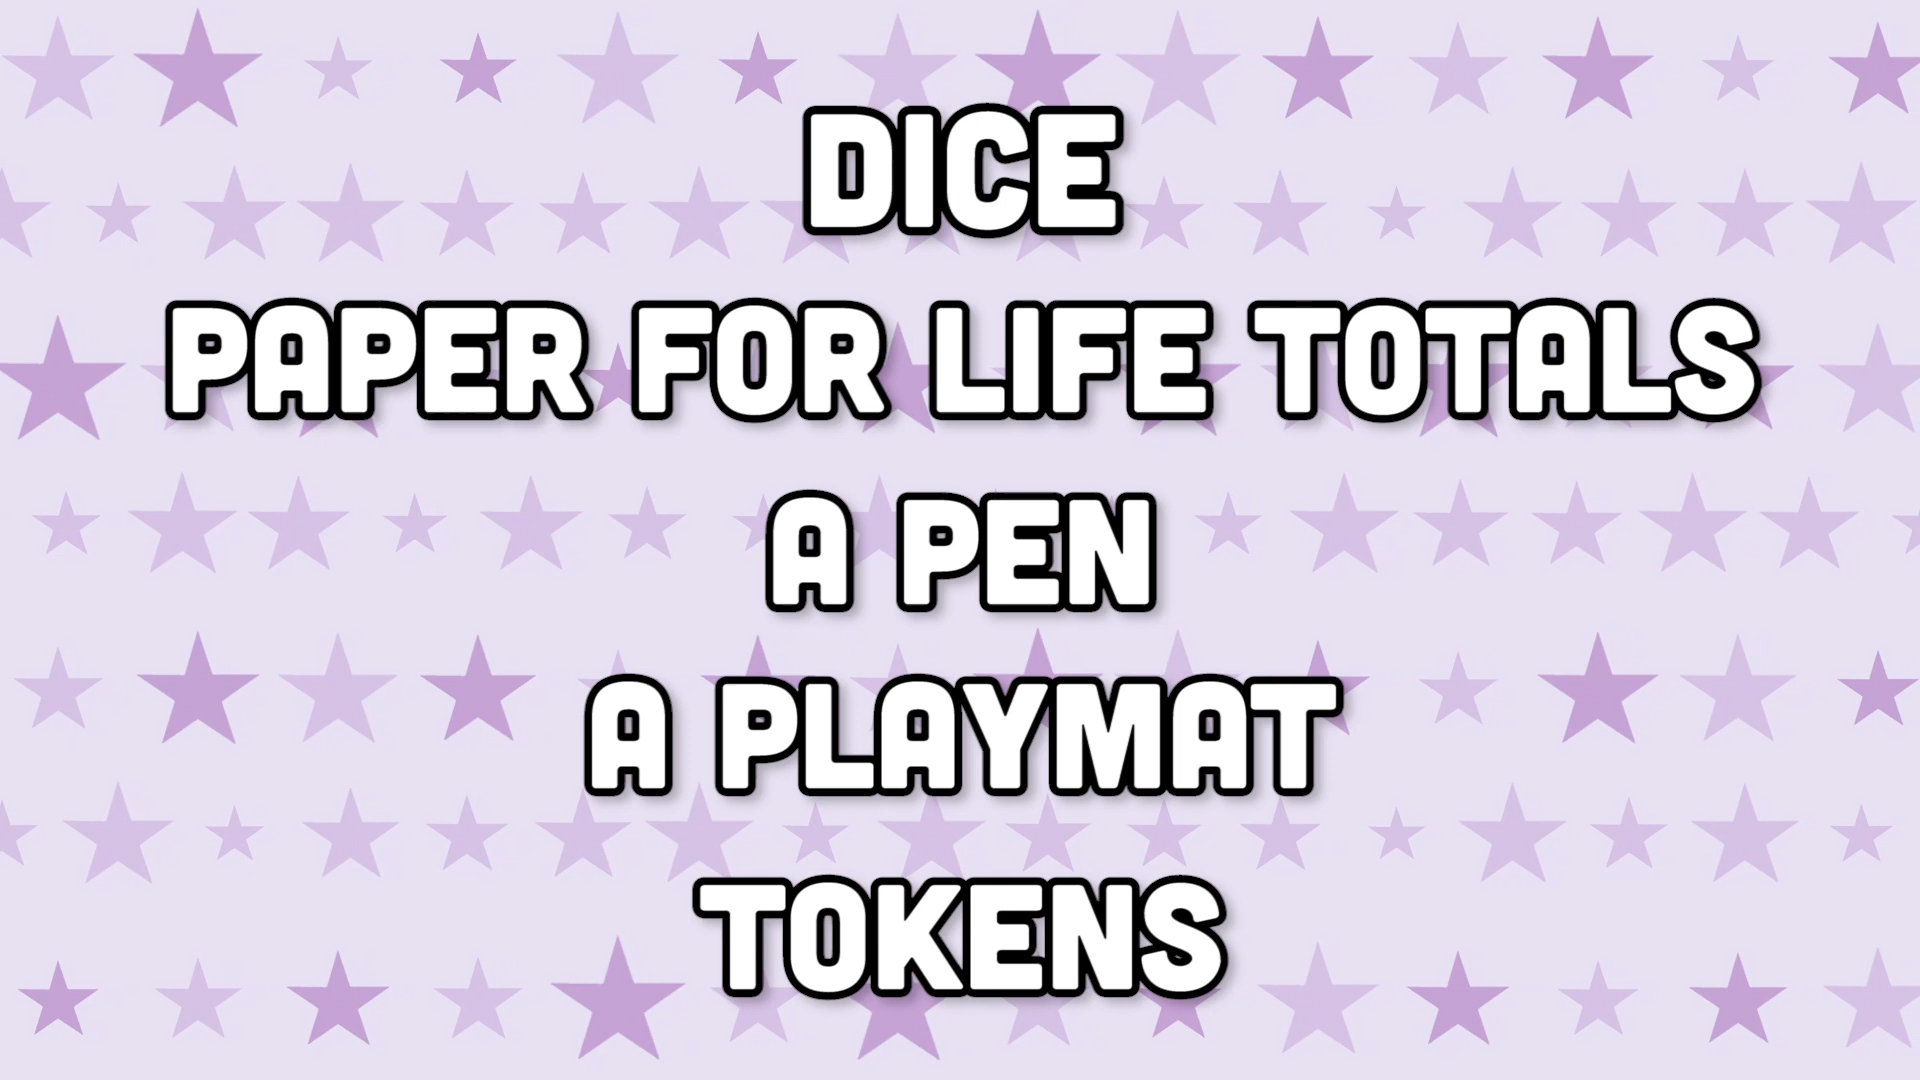 DICE
PAPER FOR LIFE TOTALS
A PEN
A PLAYMAT
TOKENS